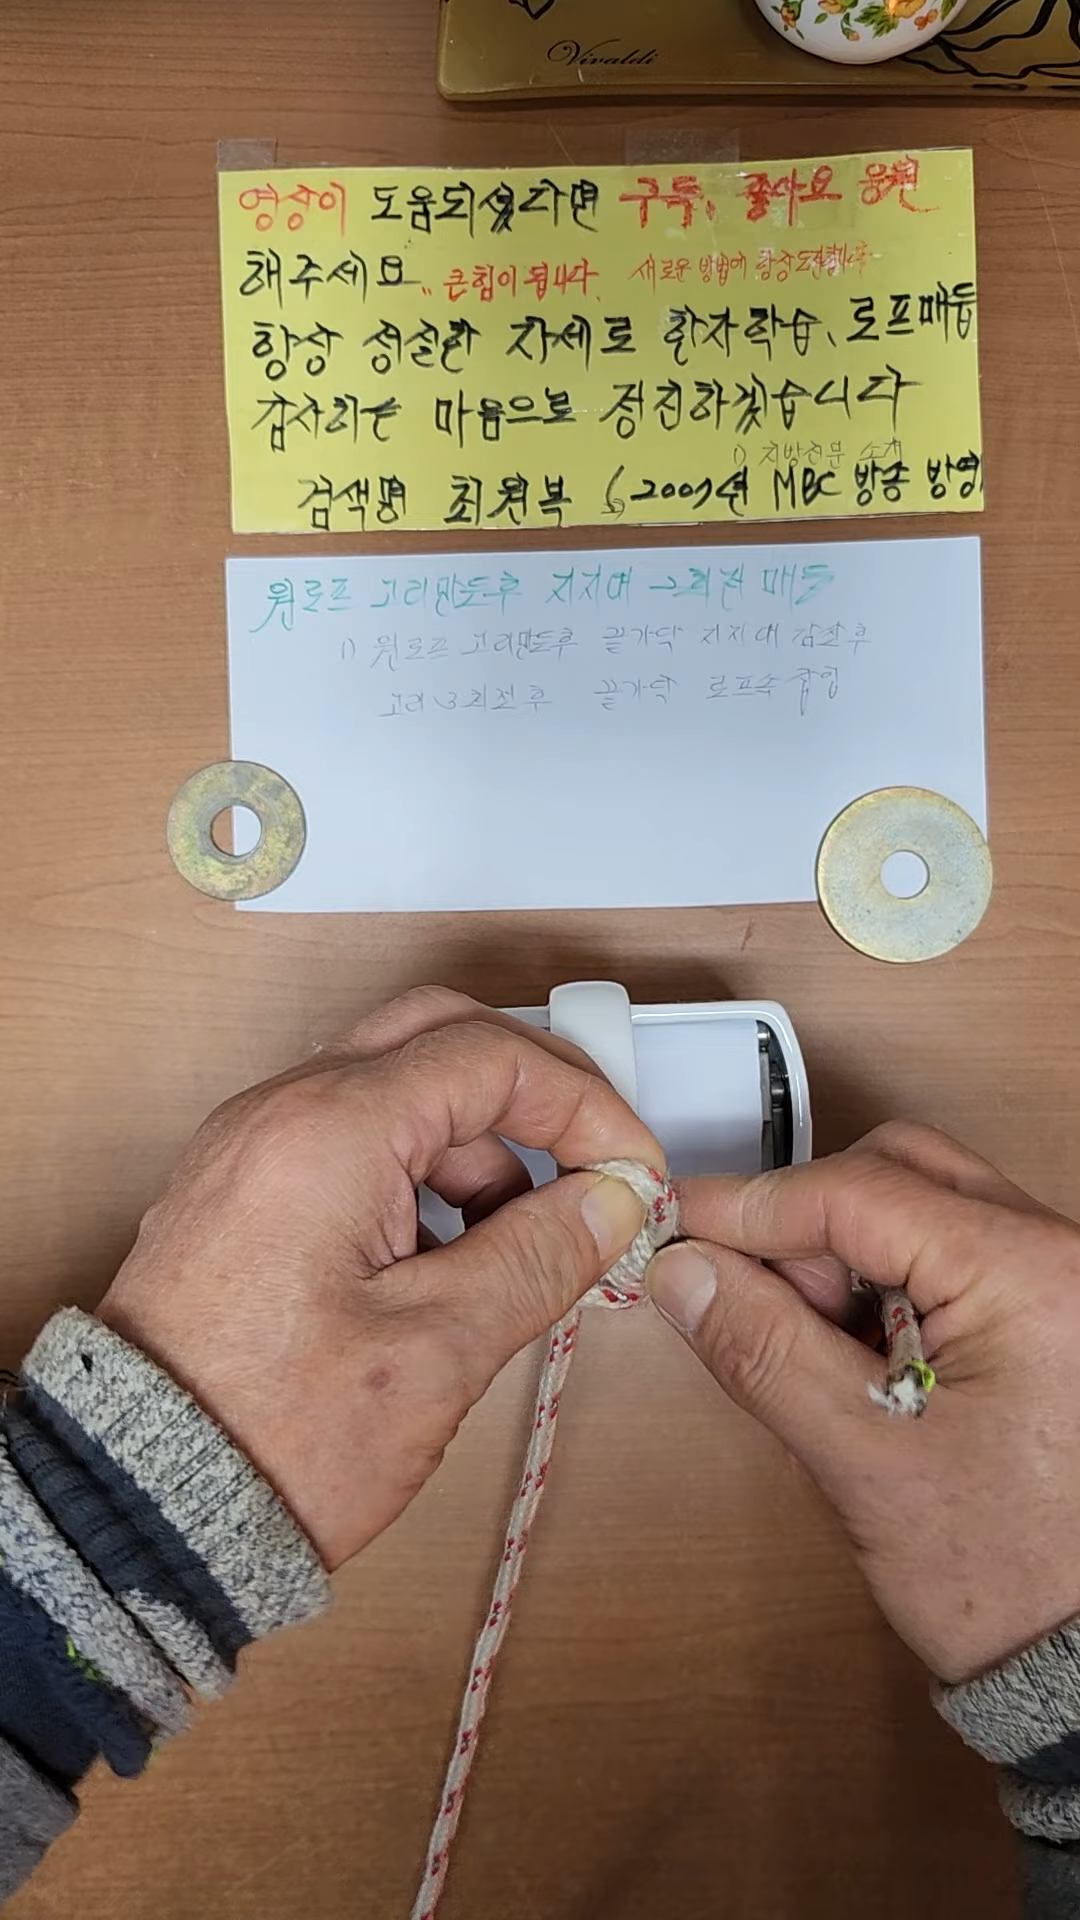 Vivaldi
영상이 도움되셨다면 구독, 좋아요 응원
해주세요.. 큰힘이 됩니다. 새로운 방법에 항상 도전합니다
항상 성실한 자세로 한자학습, 로프매듭
감사하는 마음으로 정진하겠습니다
1) 지방전문 소개
검색명 최원복 2007년 MBC 방송 방영
원로프 고리만든후 지지대 2회전 매듭
1) 원로프 고리만든후 끝가닥 지지대 감은후
고리 3회전후 끝가닥 로프속 삽입